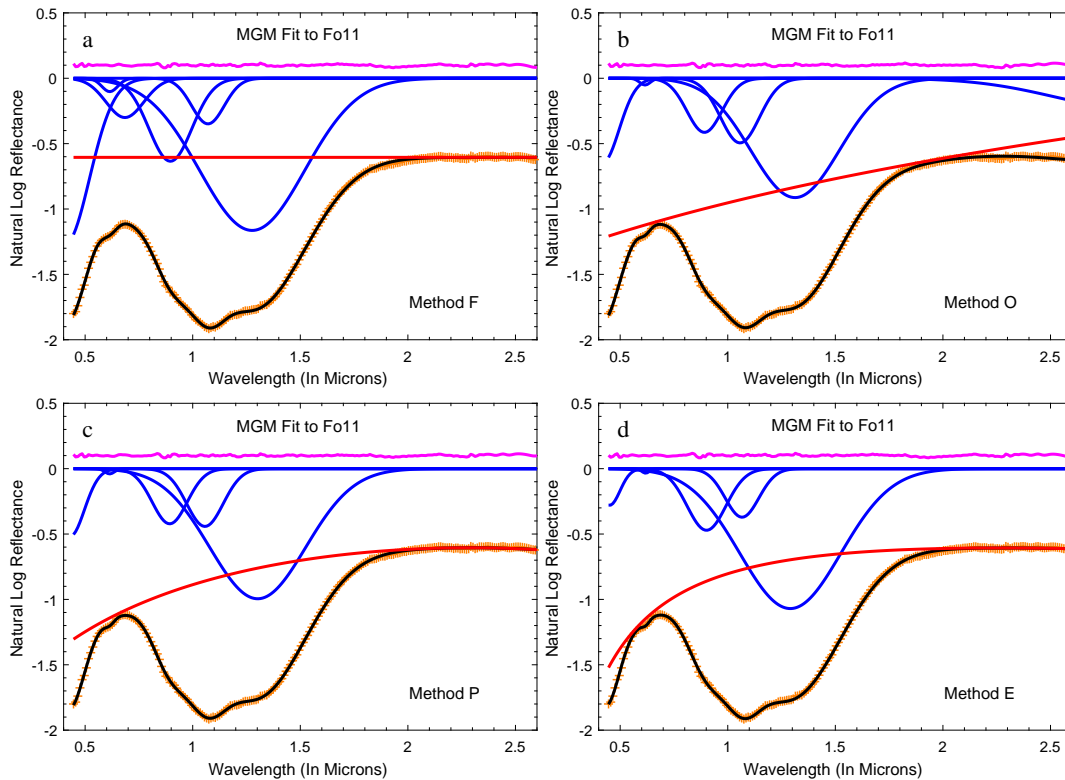 a
MGM Fit to Fo11
0.5
0
-0.5
-1
-1.5
-2
Natural Log Reflectance
Method F
0.5
1
1.5
2
2.5
Wavelength (In Microns)
b
MGM Fit to Fo11
0.5
0
-0.5
-1
-1.5
-2
Natural Log Reflectance
Method O
0.5
1
1.5
2
2.5
Wavelength (In Microns)
c
MGM Fit to Fo11
0.5
0
-0.5
-1
-1.5
-2
Natural Log Reflectance
Method P
0.5
1
1.5
2
2.5
Wavelength (In Microns)
d
MGM Fit to Fo11
0.5
0
-0.5
-1
-1.5
-2
Natural Log Reflectance
Method E
0.5
1
1.5
2
2.5
Wavelength (In Microns)